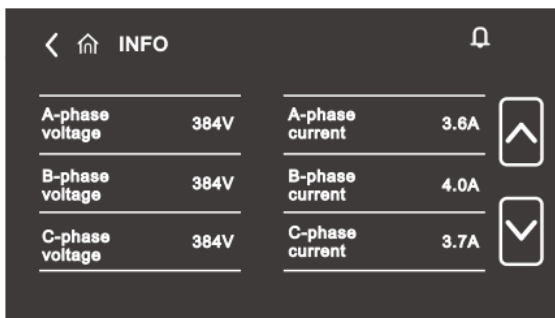 INFO
A-phase voltage 384V
A-phase current 3.6A
B-phase voltage 384V
B-phase current 4.0A
C-phase voltage 384V
C-phase current 3.7A